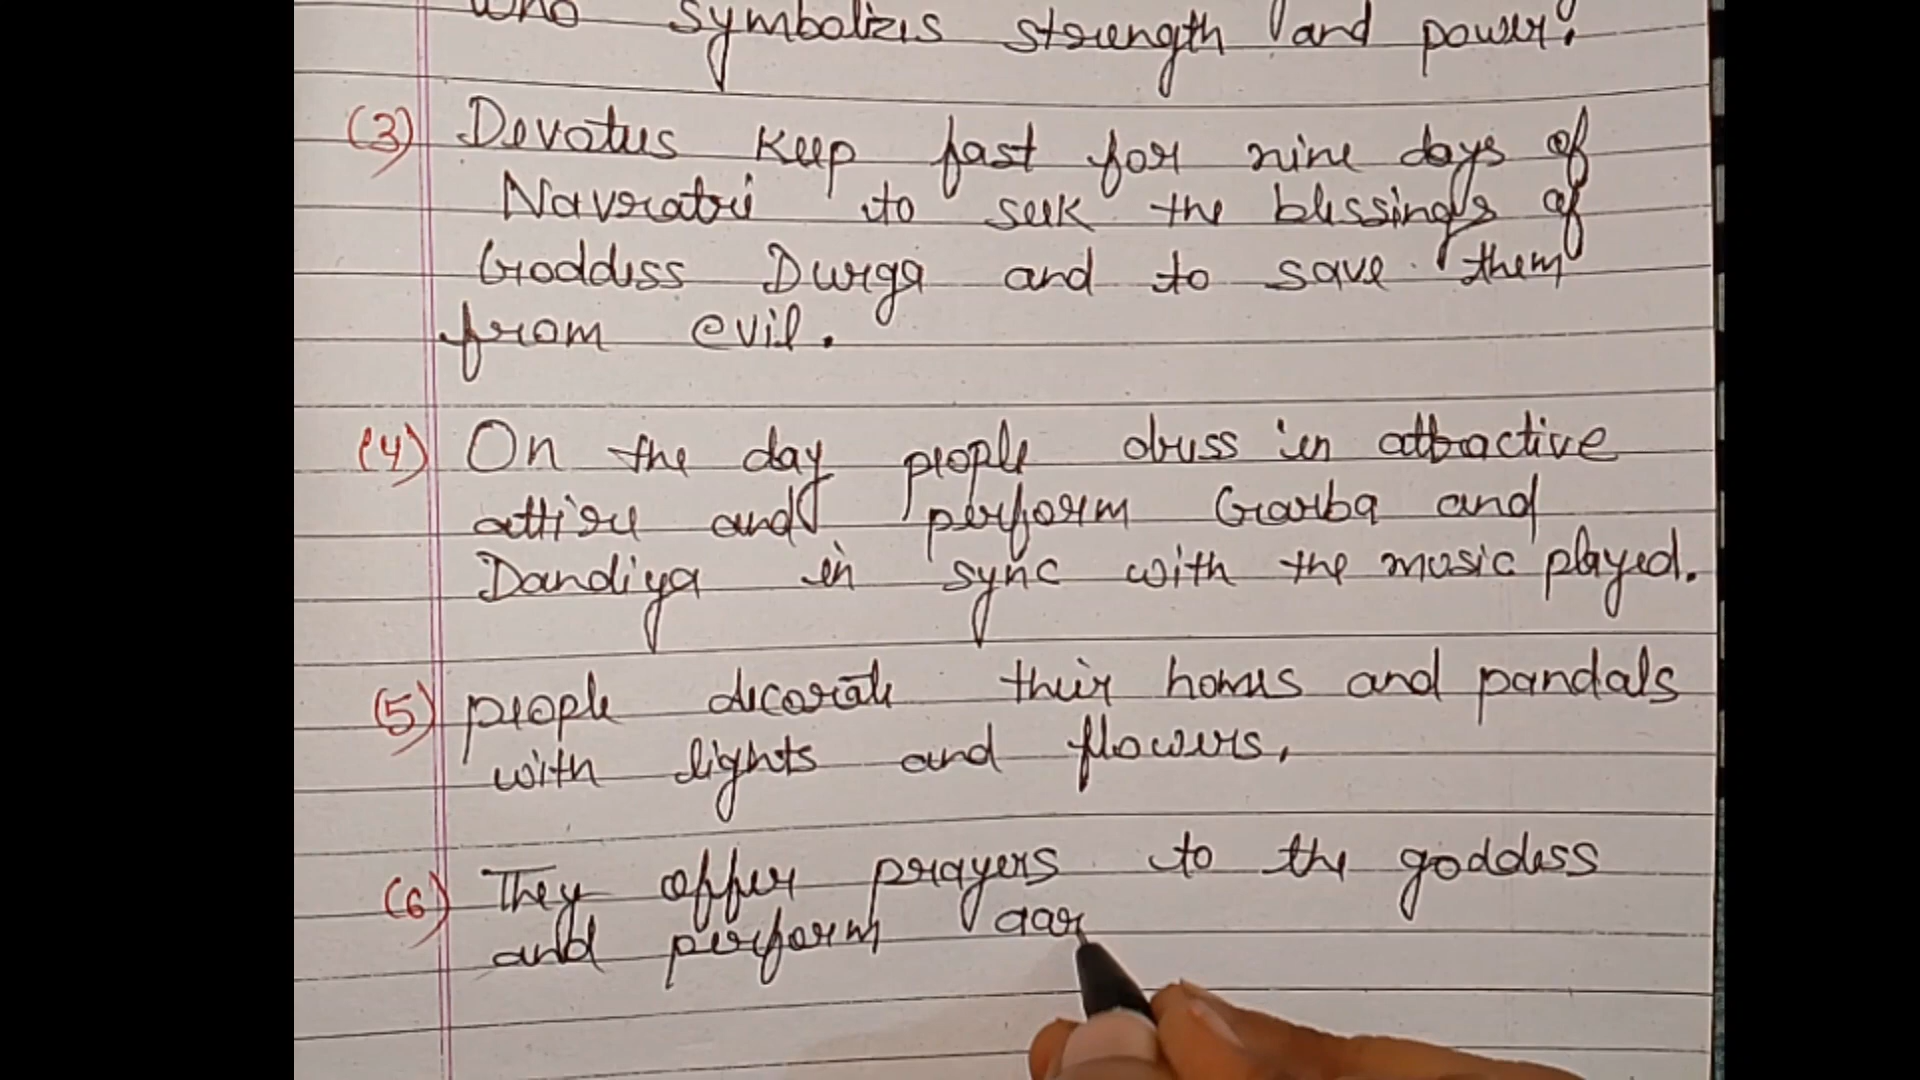 who symbolizes strength and power.
(3) Devotees keep fast for nine days of
Navratri to seek the blessings of
Goddess Durga and to save them
from evil.
(4) On the day people dress in attractive
attire and perform Garba and
Dandiya in sync with the music played.
(5) people decorate their homes and pandals
with lights and flowers,
(6) They offer prayers to the goddess
and perform aar